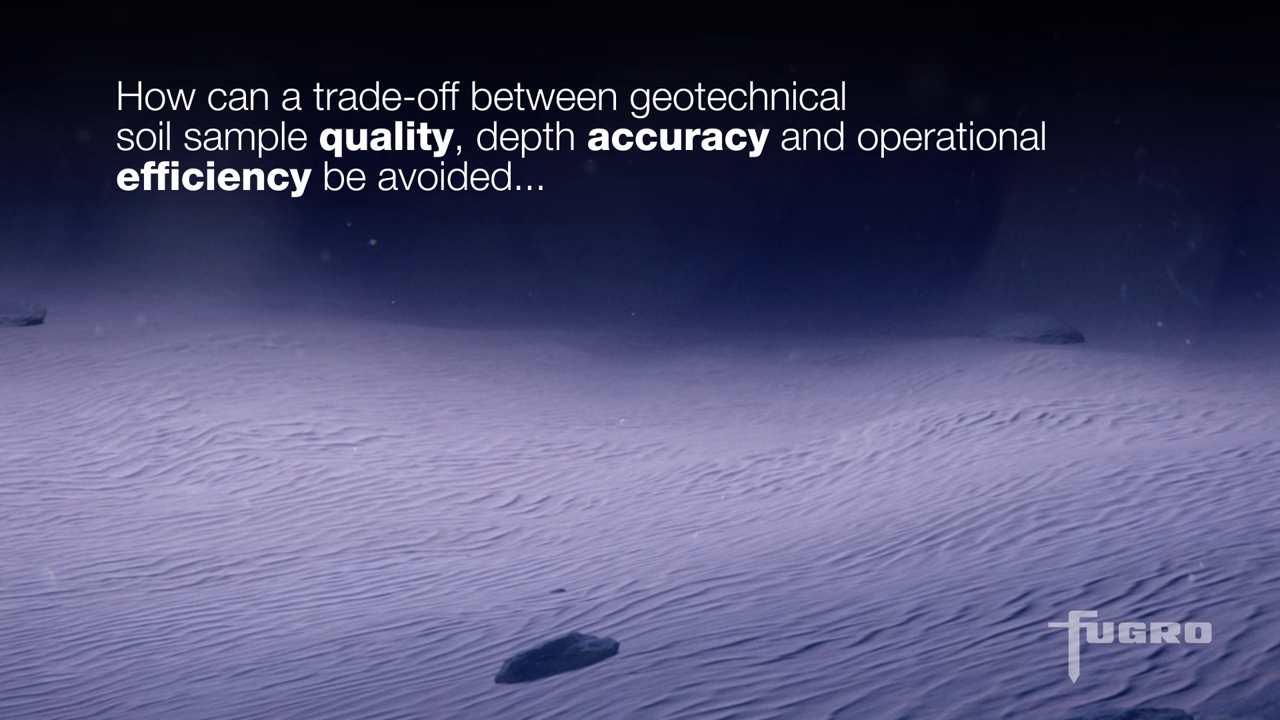 How can a trade-off between geotechnical
soil sample quality, depth accuracy and operational
efficiency be avoided...
FUGRO